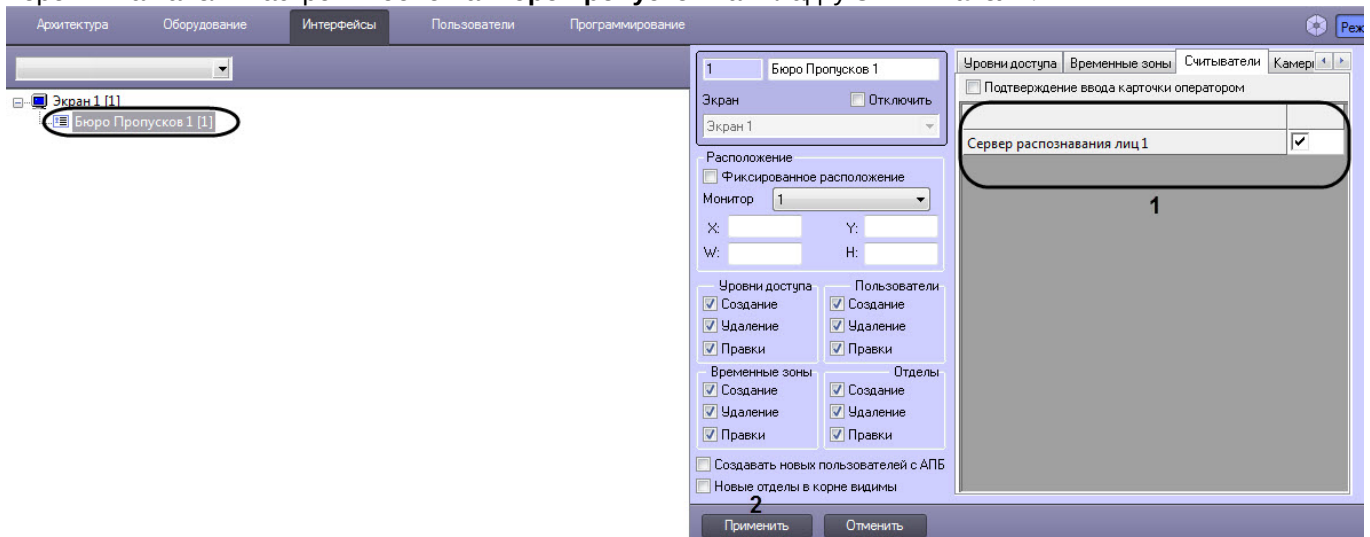 Архитектура Оборудование Интерфейсы Пользователи Программирование
Экран 1 [1]
Бюро Пропусков 1 [1]
1 Бюро Пропусков 1
Экран Отключить
Экран 1
Расположение
Фиксированное расположение
Монитор 1
X: Y:
W: H:
Уровни доступа Пользователи
Создание Создание
Удаление Удаление
Правки Правки
Временные зоны Отделы
Создание Создание
Удаление Удаление
Правки Правки
Создавать новых пользователей с АПБ
Новые отделы в корне видимы
2
Применить Отменить
Уровни доступа Временные зоны Считыватели
Подтверждение ввода карточки оператором
Сервер распознавания лиц 1
1